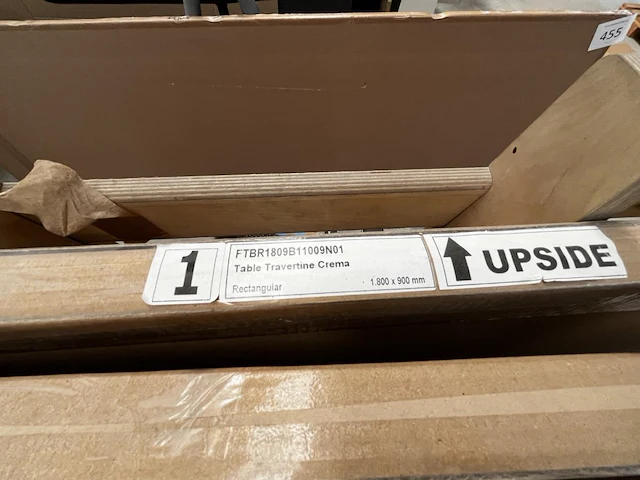 455
1
FTBR1809B11009N01
Table Travertine Crema
Rectangular 1.800 x 900 mm
UPSIDE